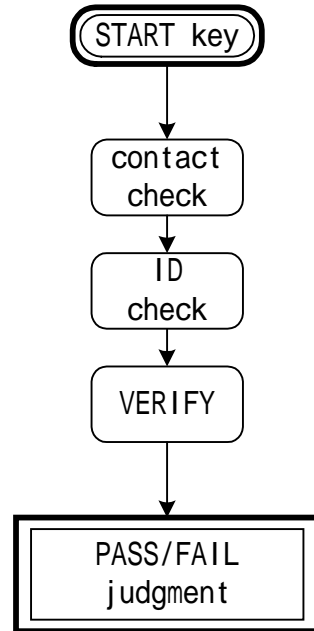 START key
contact
check
ID
check
VERIFY
PASS/FAIL
judgment